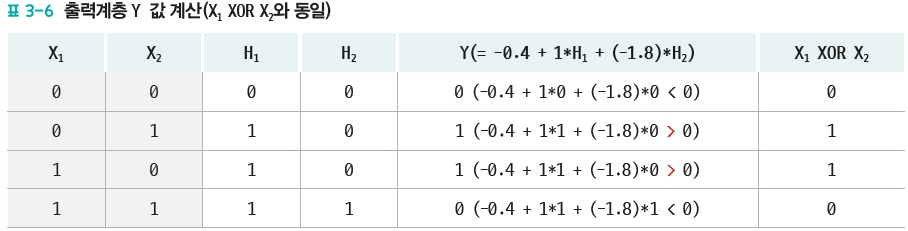 표 3-6 출력계층 Y 값 계산(X₁ XOR X₂와 동일)
X₁ X₂ H₁ H₂ Y(= -0.4 + 1*H₁ + (-1.8)*H₂) X₁ XOR X₂
0 0 0 0 0 (-0.4 + 1*0 + (-1.8)*0 < 0) 0
0 1 1 0 1 (-0.4 + 1*1 + (-1.8)*0 > 0) 1
1 0 1 0 1 (-0.4 + 1*1 + (-1.8)*0 > 0) 1
1 1 1 1 0 (-0.4 + 1*1 + (-1.8)*1 < 0) 0